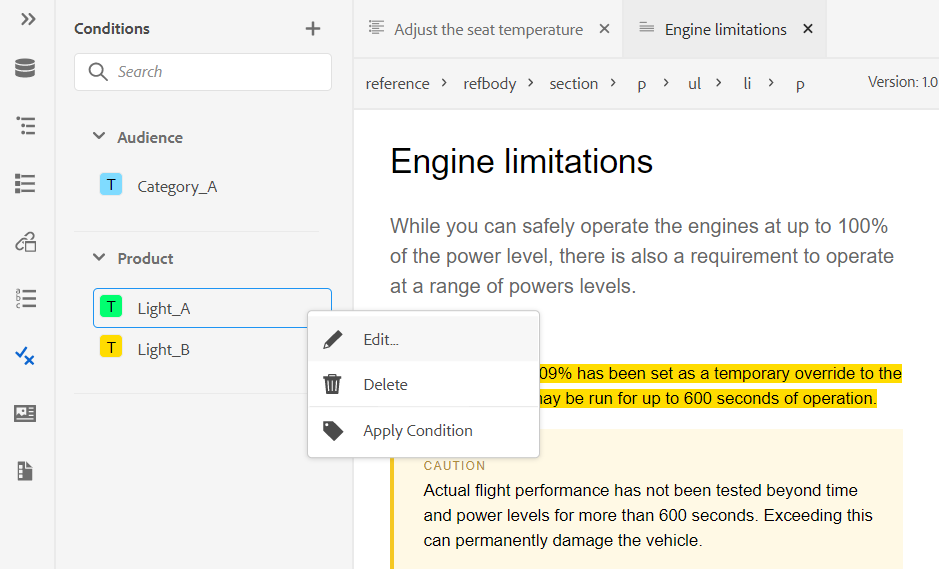 Conditions
Search
Audience
T Category_A
Product
T Light_A
T Light_B
Edit...
Delete
Apply Condition
Adjust the seat temperature
Engine limitations
reference > refbody > section > p > ul > li > p
Version: 1.0
Engine limitations
While you can safely operate the engines at up to 100%
of the power level, there is also a requirement to operate
at a range of powers levels.
09% has been set as a temporary override to the
may be run for up to 600 seconds of operation.
CAUTION
Actual flight performance has not been tested beyond time
and power levels for more than 600 seconds. Exceeding this
can permanently damage the vehicle.